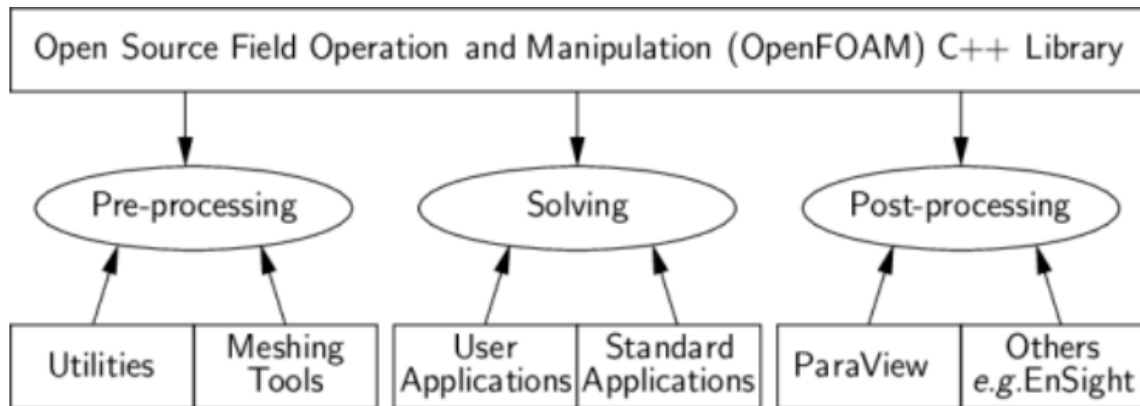 Open Source Field Operation and Manipulation (OpenFOAM) C++ Library
Pre-processing
Solving
Post-processing
Utilities
Meshing
Tools
User
Applications
Standard
Applications
ParaView
Others
e.g.EnSight